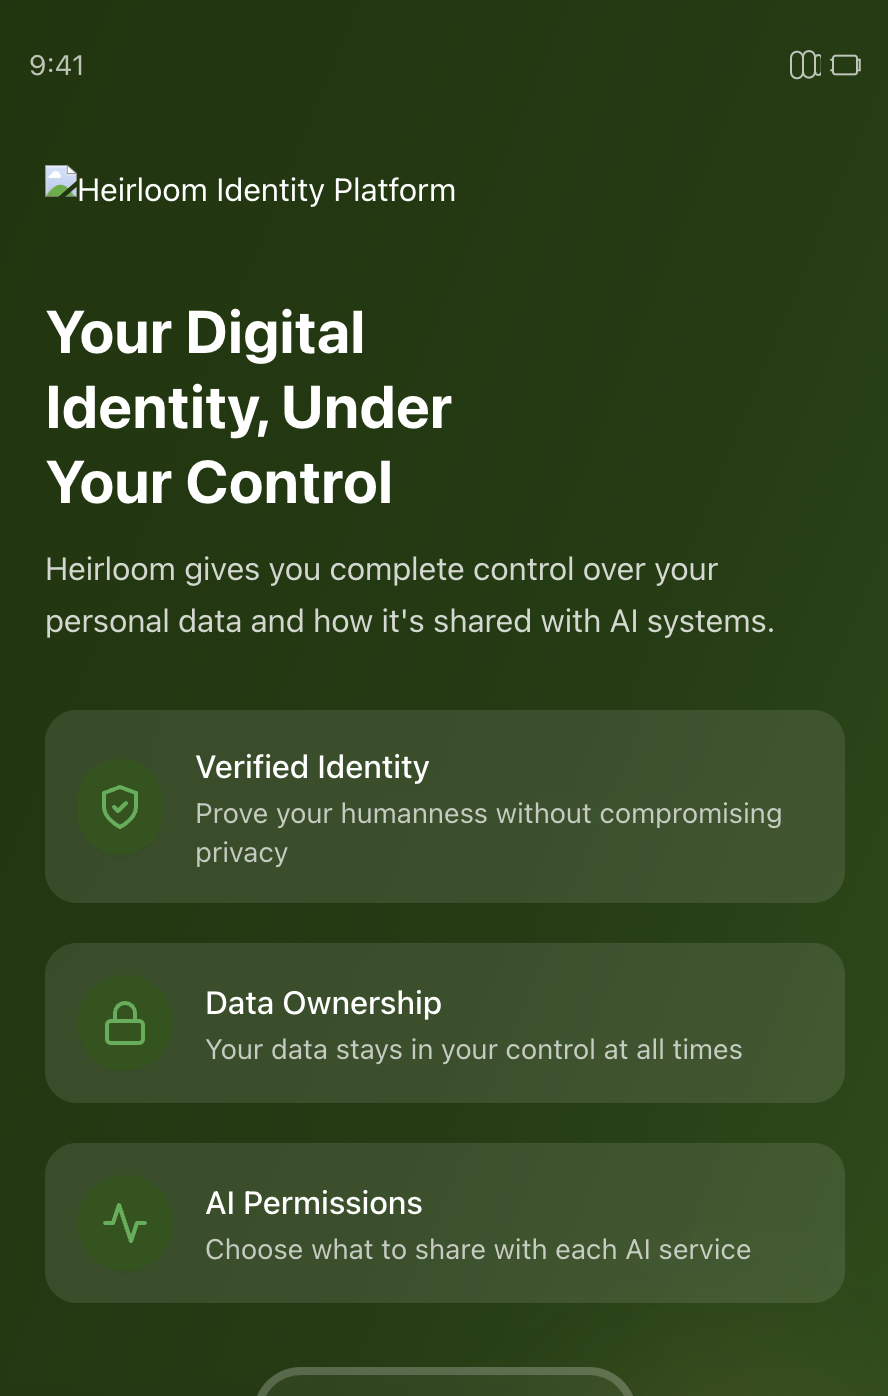 9:41
Heirloom Identity Platform
Your Digital
Identity, Under
Your Control
Heirloom gives you complete control over your
personal data and how it's shared with AI systems.
Verified Identity
Prove your humanness without compromising
privacy
Data Ownership
Your data stays in your control at all times
AI Permissions
Choose what to share with each AI service